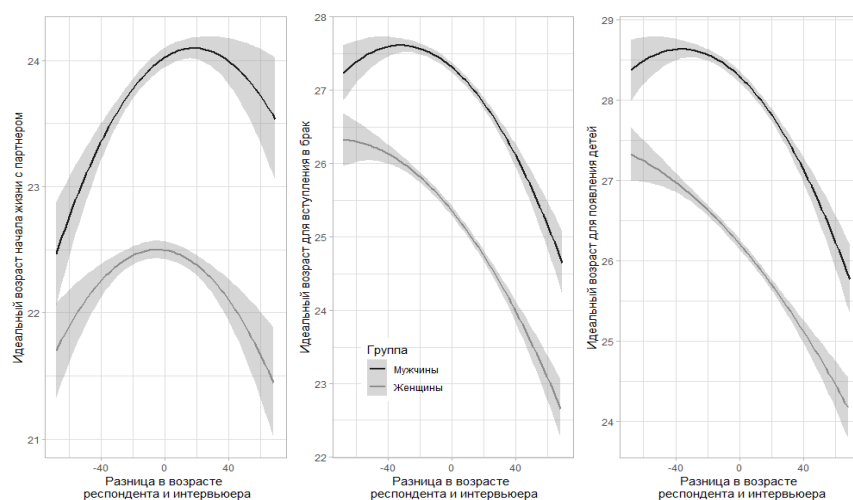 Идеальный возраст начала жизни с партнером
24
23
22
21
-40
0
40
Разница в возрасте
респондента и интервьюера
Идеальный возраст для вступления в брак
28
27
26
25
24
23
22
Группа
Мужчины
Женщины
-40
0
40
Разница в возрасте
респондента и интервьюера
Идеальный возраст для появления детей
29
28
27
26
25
24
-40
0
40
Разница в возрасте
респондента и интервьюера